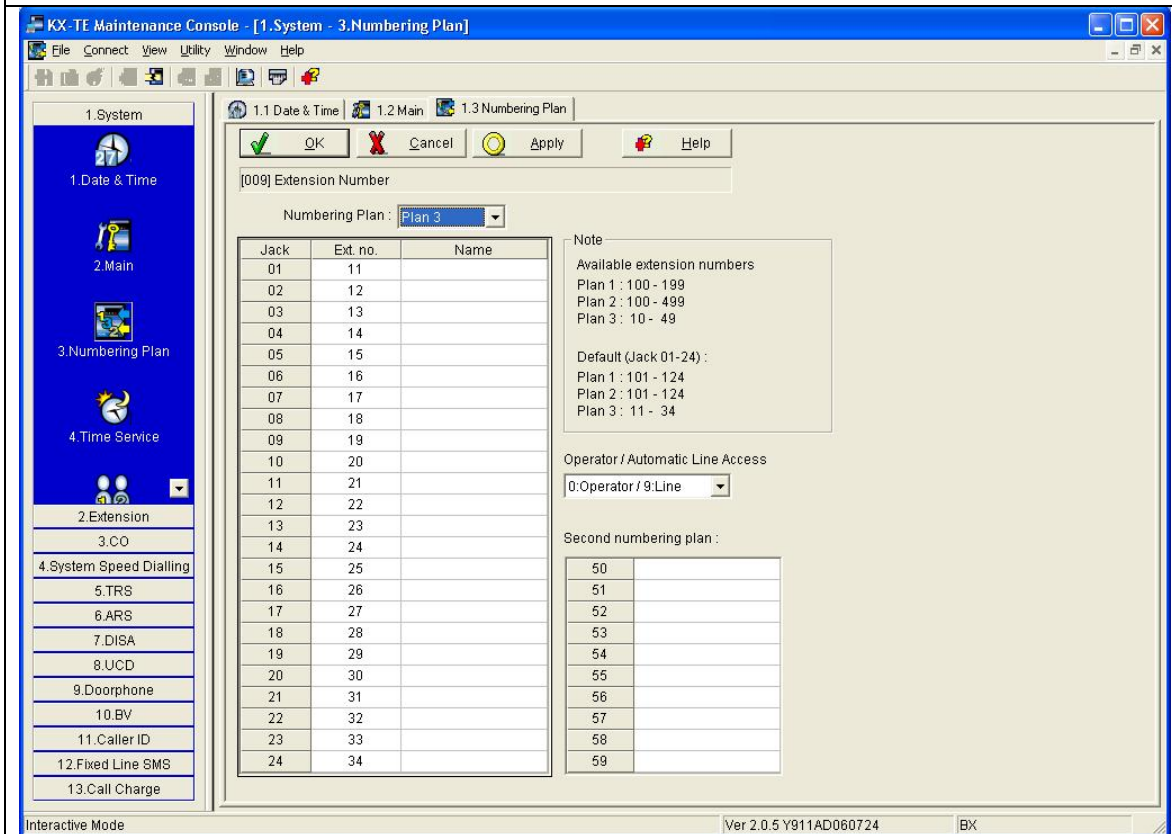 KX-TE Maintenance Console - [1.System - 3.Numbering Plan]
File Connect View Utility Window Help
1.System
1.Date & Time
2.Main
3.Numbering Plan
4.Time Service
2.Extension
3.CO
4.System Speed Dialling
5.TRS
6.ARS
7.DISA
8.UCD
9.Doorphone
10.BV
11.Caller ID
12.Fixed Line SMS
13.Call Charge
1.1 Date & Time 1.2 Main 1.3 Numbering Plan
OK Cancel Apply Help
[009] Extension Number
Numbering Plan : Plan 3
Jack Ext. no. Name
01 11
02 12
03 13
04 14
05 15
06 16
07 17
08 18
09 19
10 20
11 21
12 22
13 23
14 24
15 25
16 26
17 27
18 28
19 29
20 30
21 31
22 32
23 33
24 34
Note
Available extension numbers
Plan 1 : 100 - 199
Plan 2 : 100 - 499
Plan 3 : 10 - 49
Default (Jack 01-24) :
Plan 1 : 101 - 124
Plan 2 : 101 - 124
Plan 3 : 11 - 34
Operator / Automatic Line Access
0:Operator / 9:Line
Second numbering plan :
50
51
52
53
54
55
56
57
58
59
Interactive Mode Ver 2.0.5 Y911AD060724 BX